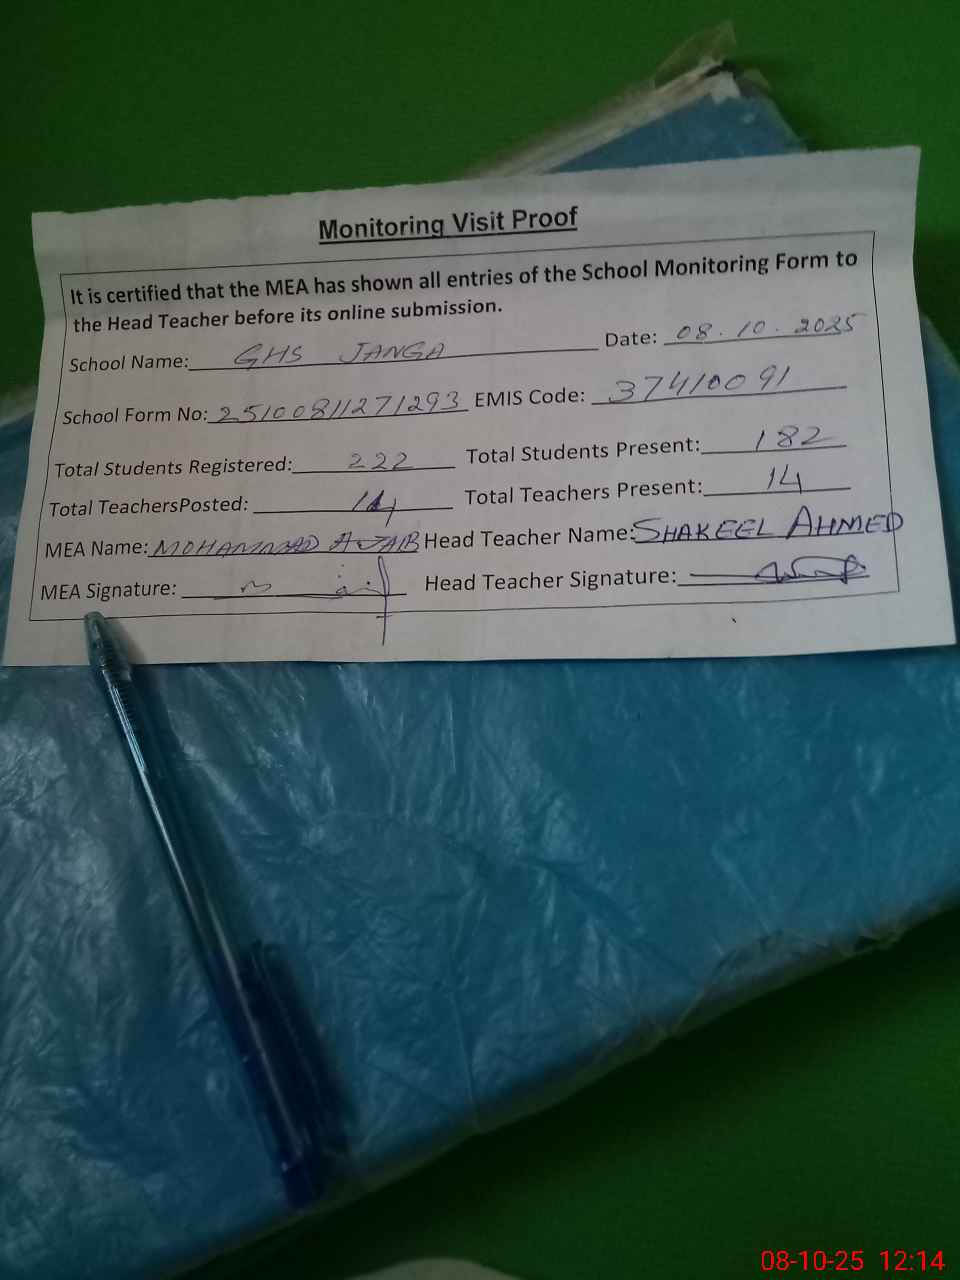 Monitoring Visit Proof
It is certified that the MEA has shown all entries of the School Monitoring Form to
the Head Teacher before its online submission.
School Name: GHS JANGA Date: 08.10.2025
School Form No: 25100811271293 EMIS Code: 37410091
Total Students Registered: 222 Total Students Present: 182
Total TeachersPosted: 14 Total Teachers Present: 14
MEA Name: MOHAMMAD AJAIB Head Teacher Name: SHAKEEL AHMED
MEA Signature: Head Teacher Signature:
08-10-25 12:14